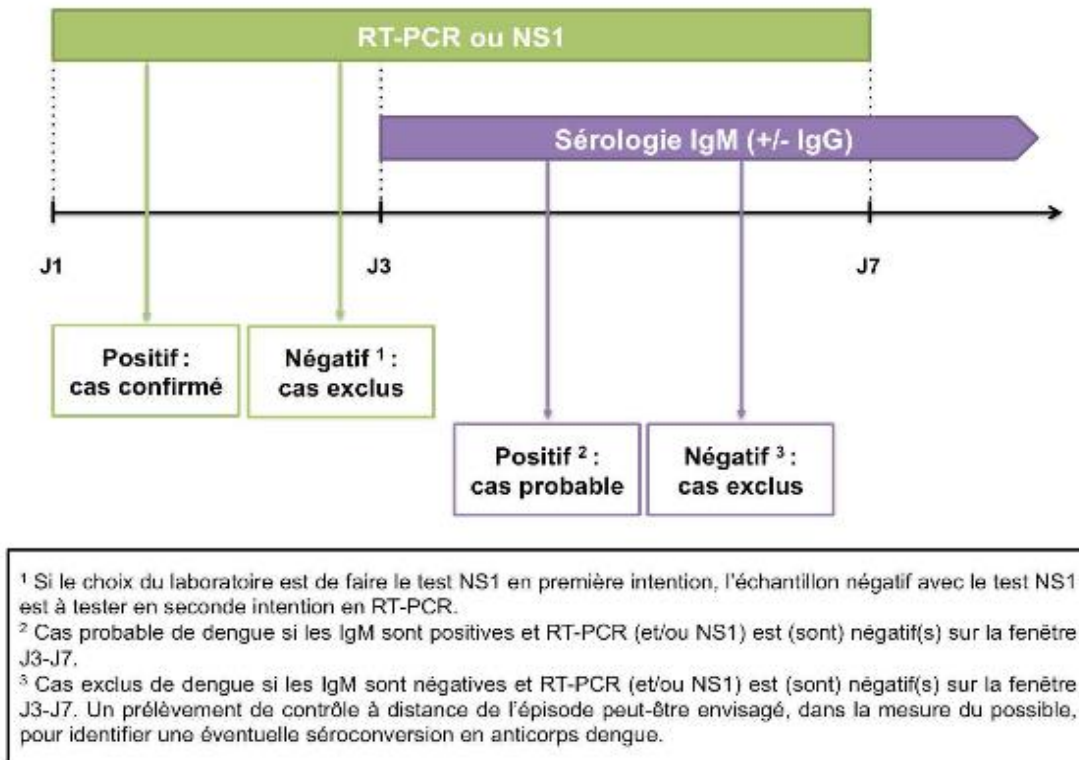 RT-PCR ou NS1
Sérologie IgM (+/- IgG)
J1 J3 J7
Positif : Négatif ¹ :
cas confirmé cas exclus
Positif ² : Négatif ³ :
cas probable cas exclus
¹ Si le choix du laboratoire est de faire le test NS1 en première intention, l'échantillon négatif avec le test NS1
est à tester en seconde intention en RT-PCR.
² Cas probable de dengue si les IgM sont positives et RT-PCR (et/ou NS1) est (sont) négatif(s) sur la fenêtre
J3-J7.
³ Cas exclus de dengue si les IgM sont négatives et RT-PCR (et/ou NS1) est (sont) négatif(s) sur la fenêtre
J3-J7. Un prélèvement de contrôle à distance de l'épisode peut-être envisagé, dans la mesure du possible,
pour identifier une éventuelle séroconversion en anticorps dengue.